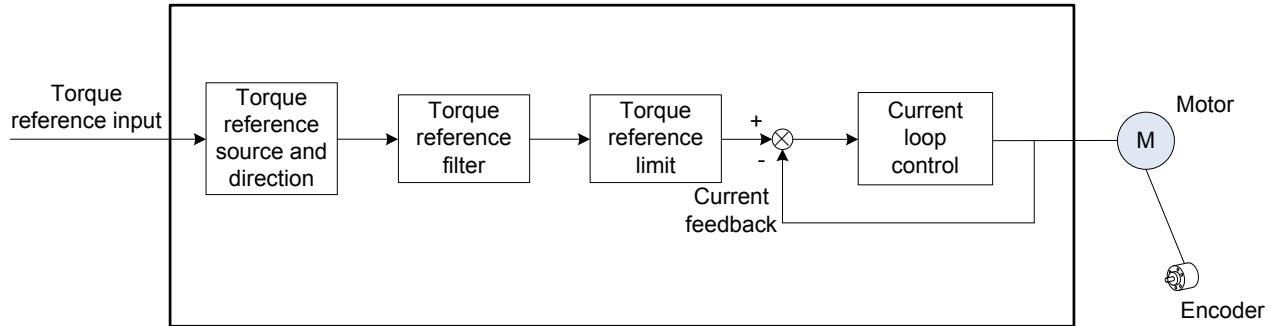 Torque
reference input
Torque
reference
source and
direction
Torque
reference
filter
Torque
reference
limit
+
-
Current
feedback
Current
loop
control
Motor
M
Encoder